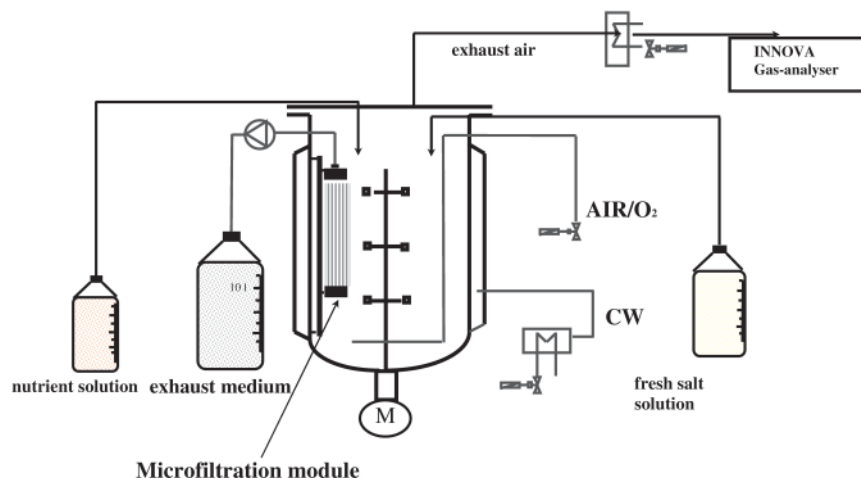 exhaust air
INNOVA
Gas-analyser
AIR/O₂
10 l
CW
nutrient solution
exhaust medium
fresh salt
solution
M
Microfiltration module